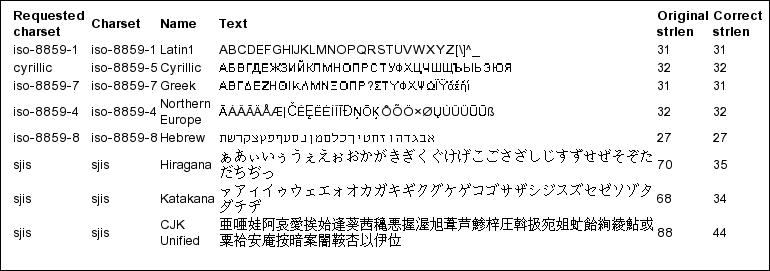 Requested charset Charset Name Text Original strlen Correct strlen
iso-8859-1 iso-8859-1 Latin1 ABCDEFGHIJKLMNOPQRSTUVWXYZ[\]^_ 31 31
cyrillic iso-8859-5 Cyrillic АБВГДЕЖЗИЙКЛМНОПРСТУФХЦЧШЩЪЫЬЭЮЯ 32 32
iso-8859-7 iso-8859-7 Greek ΑΒΓΔΕΖΗΘΙΚΛΜΝΞΟΠΡ?ΣΤΥΦΧΨΩΪΫάέήί 31 31
iso-8859-4 iso-8859-4 Northern Europe ĀÁÂÃÄÅÆĮČÉĘËĖÍÎĪĐŅŌĶÔÕÖ×ØŲÚÛÜŨŪß 32 32
iso-8859-8 iso-8859-8 Hebrew אבגדהוזחטיךכלםמןנסעףפץצקרשת 27 27
sjis sjis Hiragana ぁあぃいぅうぇえぉおかがきぎくぐけげこごさざしじすずせぜそぞた
だちぢっ 70 35
sjis sjis Katakana ァアィイゥウェエォオカガキギクグケゲコゴサザシジスズセゼソゾタ
ダチヂ 68 34
sjis sjis CJK Unified 亜唖娃阿哀愛挨姶逢葵茜穐悪握渥旭葦芦鯵梓圧斡扱宛姐虻飴絢綾鮎或
粟袷安庵按暗案闇鞍杏以伊位 88 44